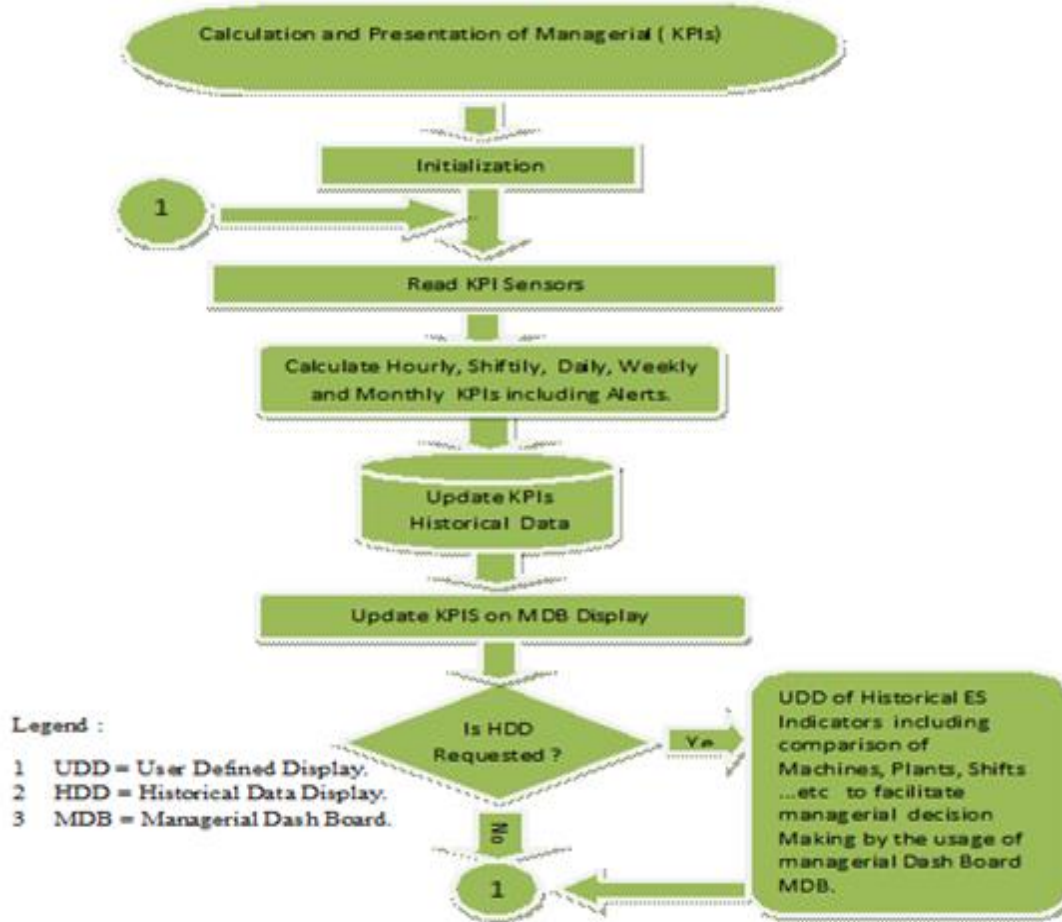 Calculation and Presentation of Managerial ( KPIs)
Initialization
1
Read KPI Sensors
Calculate Hourly, Shiftily, Daily, Weekly
and Monthly KPIs including Alerts.
Update KPIs
Historical Data
Update KPIS on MDB Display
Is HDD
Requested ?
Ye
UDD of Historical ES
Indicators including
comparison of
Machines, Plants, Shifts
...etc to facilitate
managerial decision
Making by the usage of
managerial Dash Board
MDB.
No
1
Legend :
1 UDD = User Defined Display.
2 HDD = Historical Data Display.
3 MDB = Managerial Dash Board.